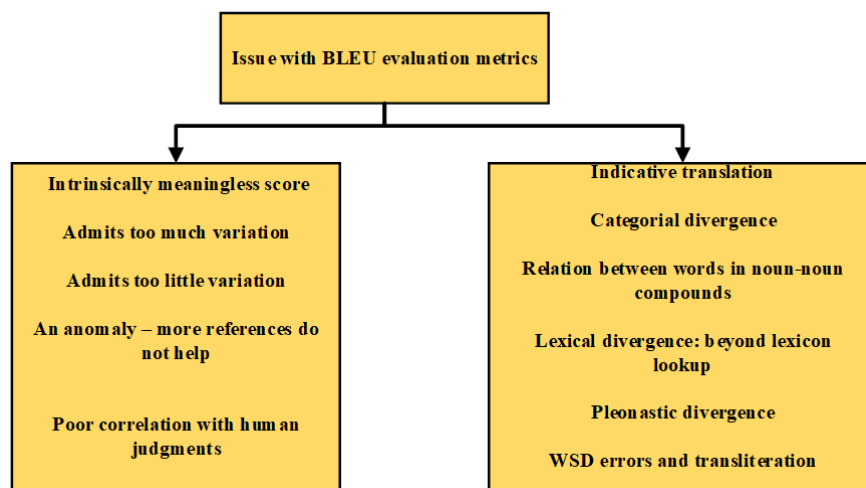 Issue with BLEU evaluation metrics
Intrinsically meaningless score
Admits too much variation
Admits too little variation
An anomaly – more references do
not help
Poor correlation with human
judgments
Indicative translation
Categorial divergence
Relation between words in noun-noun
compounds
Lexical divergence: beyond lexicon
lookup
Pleonastic divergence
WSD errors and transliteration